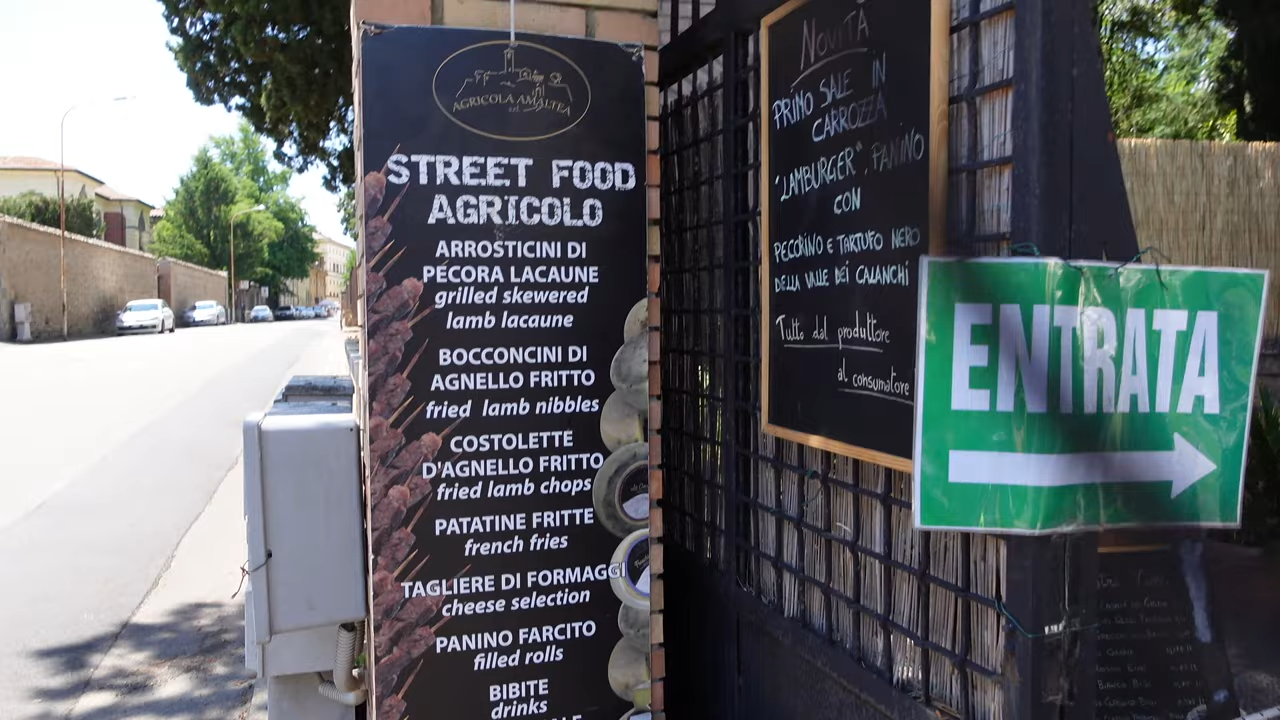 AGRICOLA AMALTEA
srl
STREET FOOD
AGRICOLO
ARROSTICINI DI
PECORA LACAUNE
grilled skewered
lamb lacaune
BOCCONCINI DI
AGNELLO FRITTO
fried lamb nibbles
COSTOLETTE
D'AGNELLO FRITTO
fried lamb chops
PATATINE FRITTE
french fries
TAGLIERE DI FORMAGGI
cheese selection
PANINO FARCITO
filled rolls
BIBITE
drinks
NOVITÀ
PRIMO SALE IN
CARROZZA
"LAMBURGER", PANINO
CON
PECORINO E TARTUFO NERO
DELLA VALLE DEI CALANCHI
Tutto dal produttore
al consumatore
ENTRATA